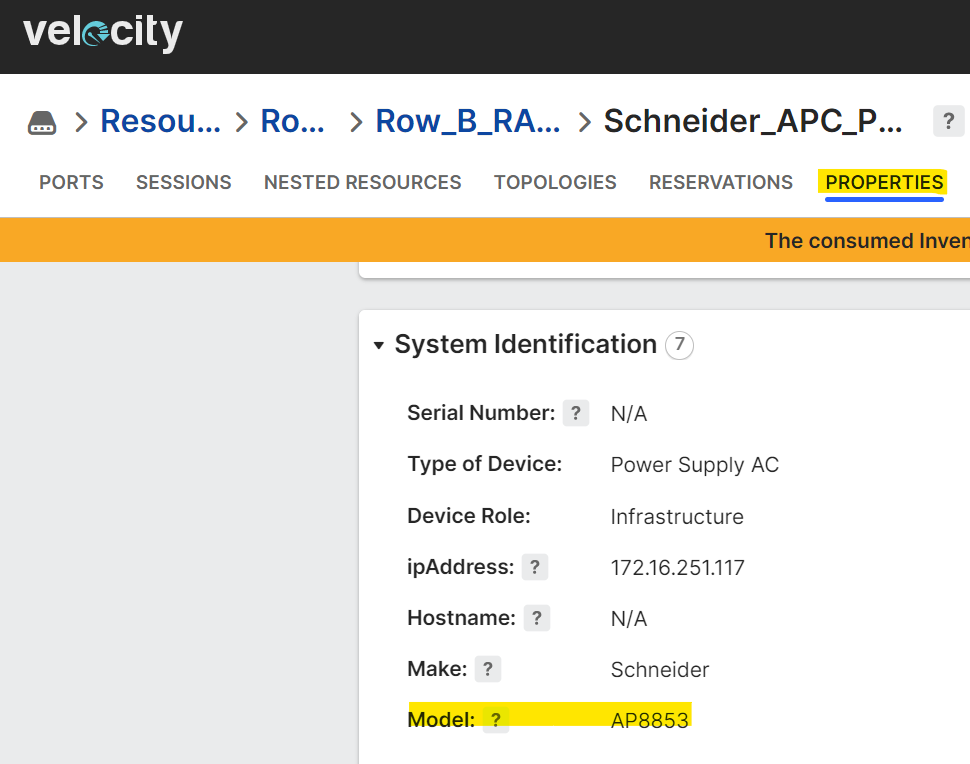 velocity
> Resou... > Ro... > Row_B_RA... > Schneider_APC_P... ?
PORTS SESSIONS NESTED RESOURCES TOPOLOGIES RESERVATIONS PROPERTIES
The consumed Inven
System Identification 7
Serial Number: ? N/A
Type of Device: Power Supply AC
Device Role: Infrastructure
ipAddress: ? 172.16.251.117
Hostname: ? N/A
Make: ? Schneider
Model: ? AP8853